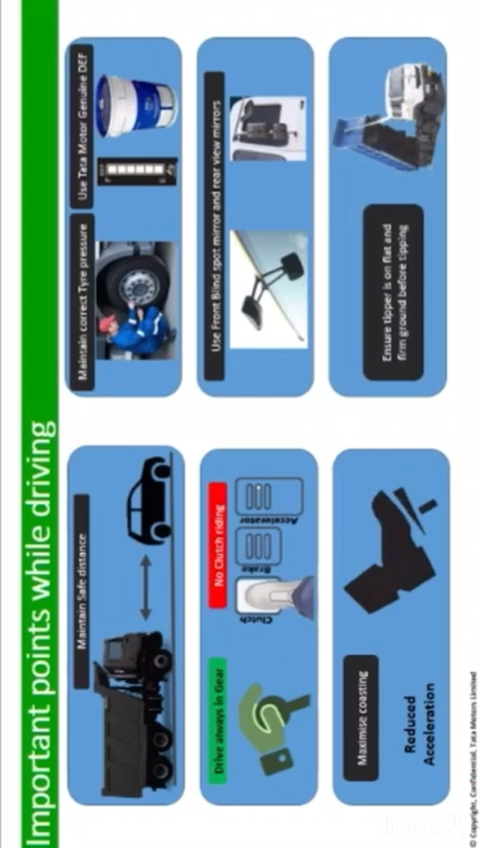 Important points while driving
Maintain Safe distance
Maintain correct Tyre pressure
Use Tata Motor Genuine DEF
Drive always in Gear
No Clutch riding
Clutch
Brake
Accelerator
Use Front Blind spot mirror and rear view mirrors
Maximise coasting
Reduced
Acceleration
Ensure tipper is on flat and
firm ground before tipping
© Copyright, Confidential, Tata Motors Limited